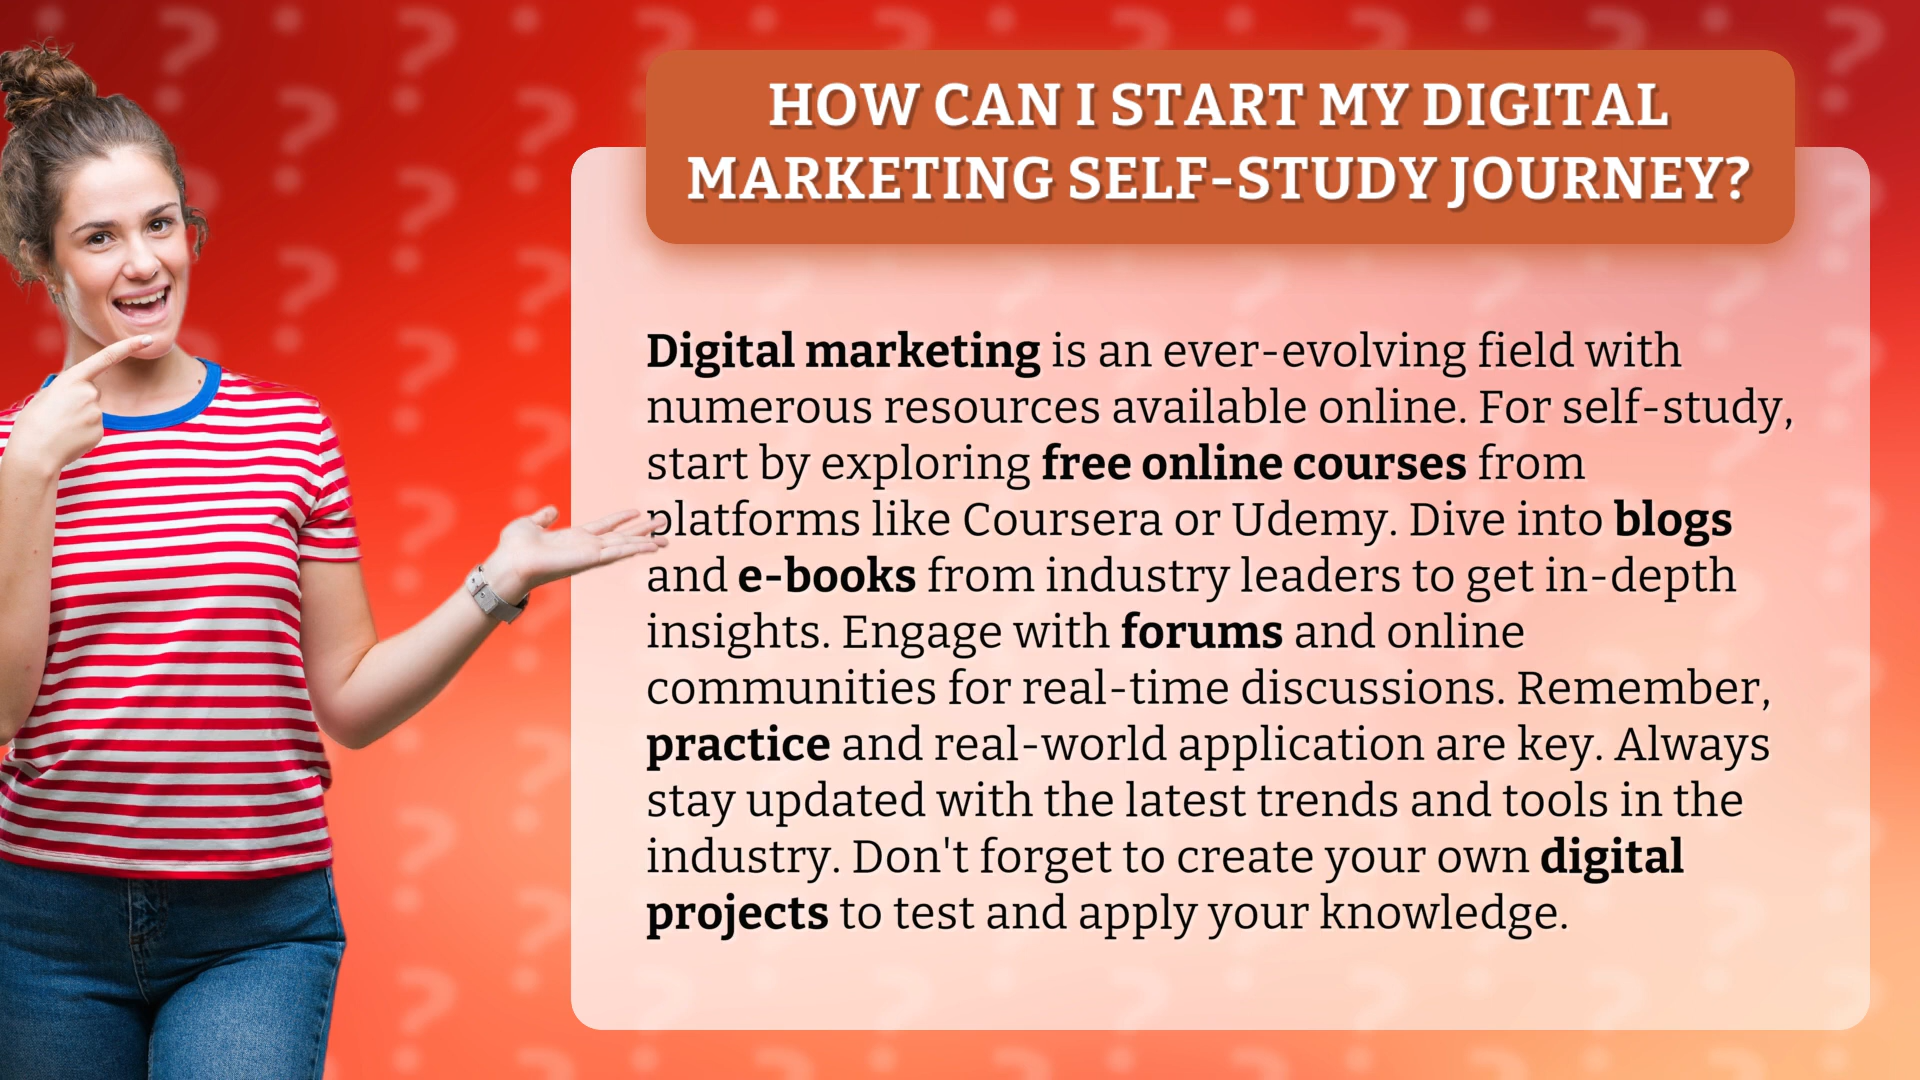 HOW CAN I START MY DIGITAL
MARKETING SELF-STUDY JOURNEY?
Digital marketing is an ever-evolving field with
numerous resources available online. For self-study,
start by exploring free online courses from
platforms like Coursera or Udemy. Dive into blogs
and e-books from industry leaders to get in-depth
insights. Engage with forums and online
communities for real-time discussions. Remember,
practice and real-world application are key. Always
stay updated with the latest trends and tools in the
industry. Don't forget to create your own digital
projects to test and apply your knowledge.